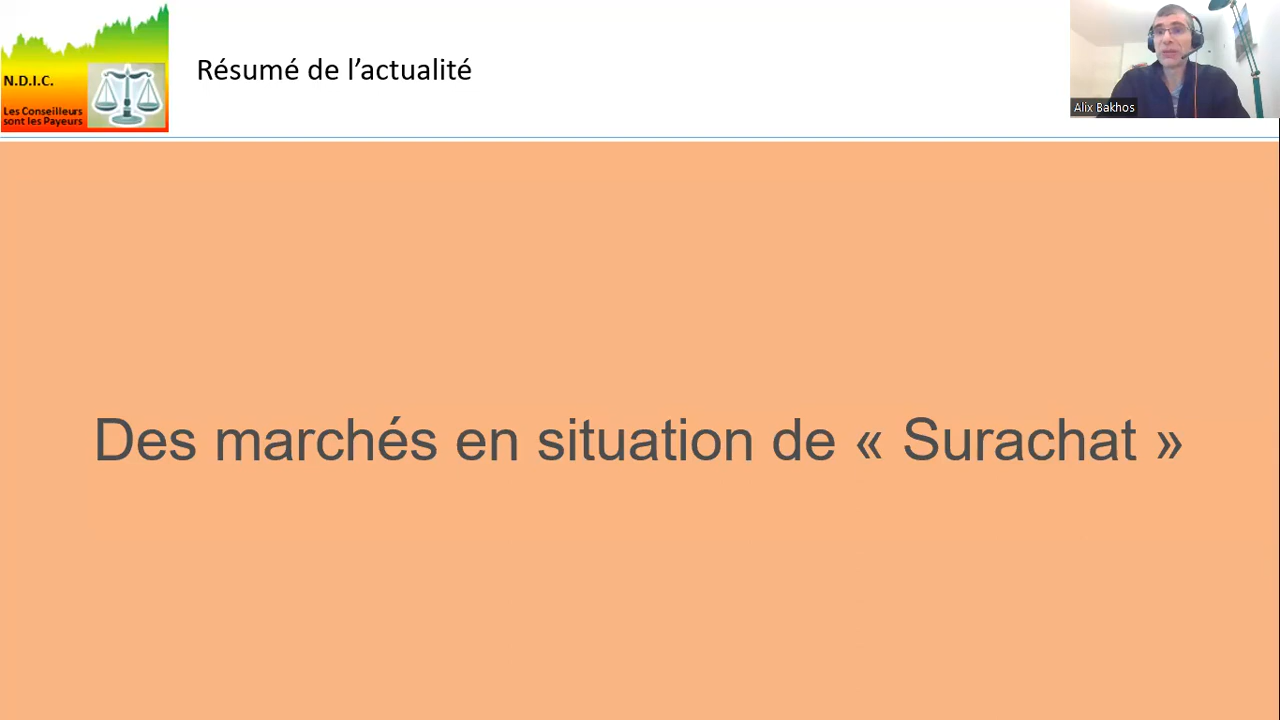 N.D.I.C.
Les Conseilleurs
sont les Payeurs
Résumé de l’actualité
Alix Bakhos
Des marchés en situation de « Surachat »